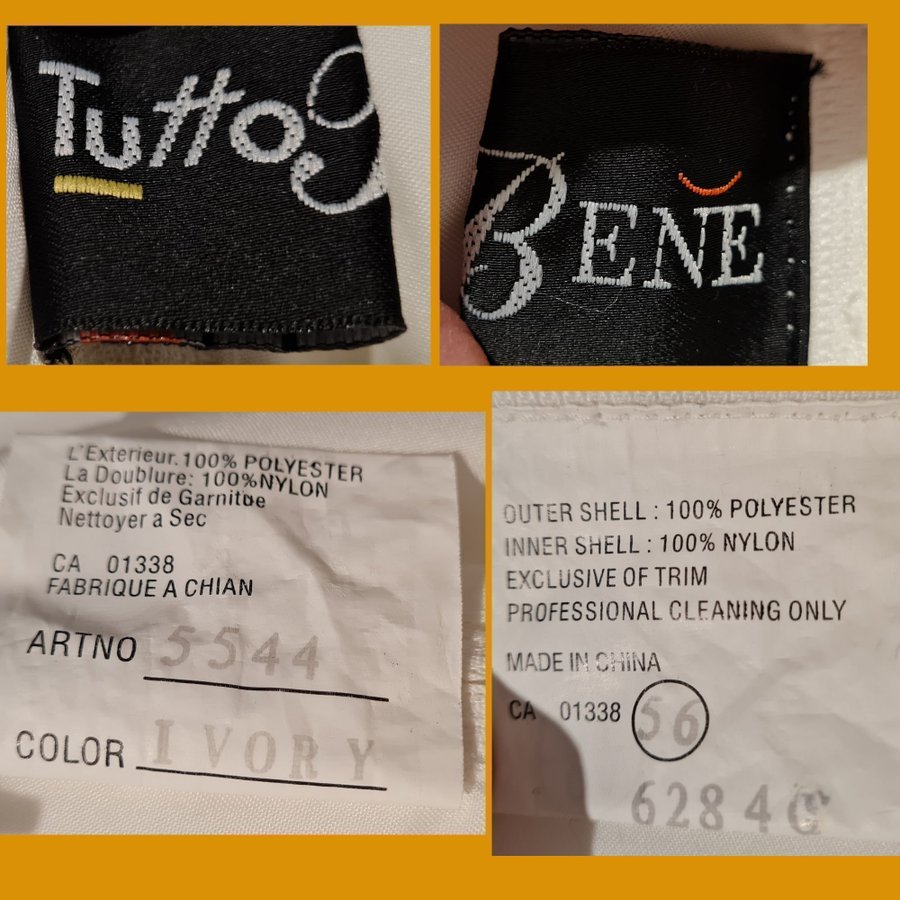 Tutto B
BENE
L'Exterieur.100% POLYESTER
La Doublure: 100%NYLON
Exclusif de Garnitue
Nettoyer a Sec
CA 01338
FABRIQUE A CHIAN
ARTNO 5544
COLOR IVORY
OUTER SHELL : 100% POLYESTER
INNER SHELL : 100% NYLON
EXCLUSIVE OF TRIM
PROFESSIONAL CLEANING ONLY
MADE IN CHINA
CA 01338 56
6284